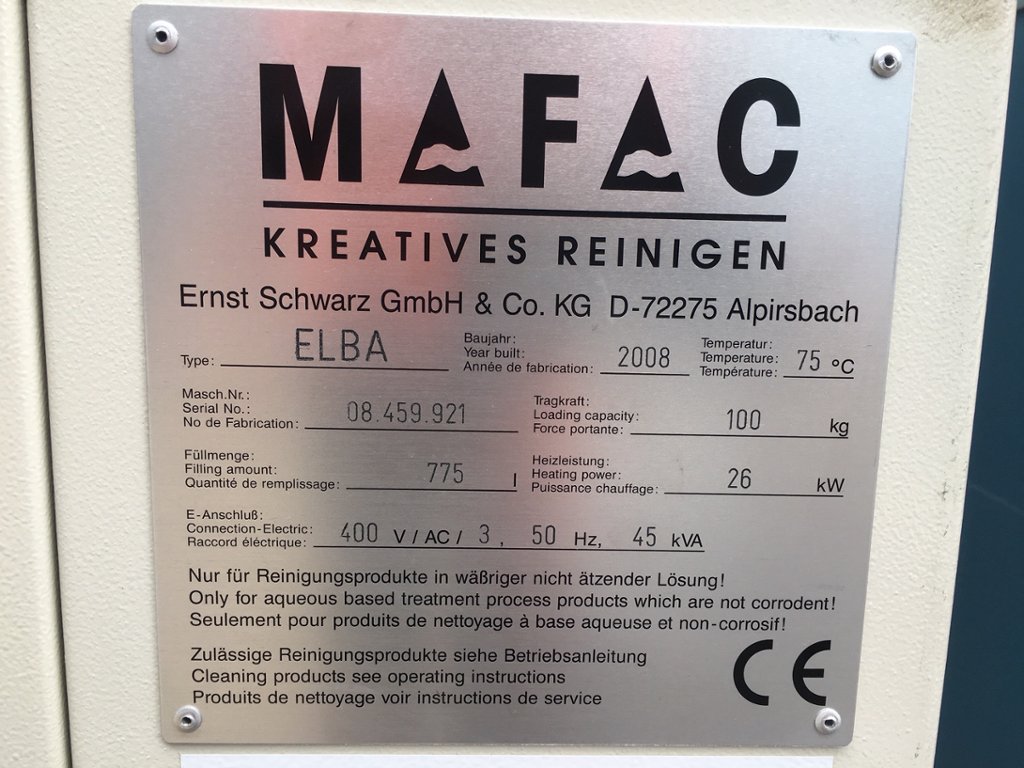 MAFAC
KREATIVES REINIGEN
Ernst Schwarz GmbH & Co. KG D-72275 Alpirsbach
Type: ELBA
Baujahr:
Year built:
Année de fabrication: 2008
Temperatur:
Temperature:
Température: 75 °C
Masch.Nr.:
Serial No.:
No de Fabrication: 08.459.921
Tragkraft:
Loading capacity:
Force portante: 100 kg
Füllmenge:
Filling amount:
Quantité de remplissage: 775 l
Heizleistung:
Heating power:
Puissance chauffage: 26 kW
E-Anschluß:
Connection-Electric:
Raccord éléctrique: 400 V / AC / 3 , 50 Hz, 45 kVA
Nur für Reinigungsprodukte in wäßriger nicht ätzender Lösung!
Only for aqueous based treatment process products which are not corrodent!
Seulement pour produits de nettoyage à base aqueuse et non-corrosif!
Zulässige Reinigungsprodukte siehe Betriebsanleitung
Cleaning products see operating instructions
Produits de nettoyage voir instructions de service
CE